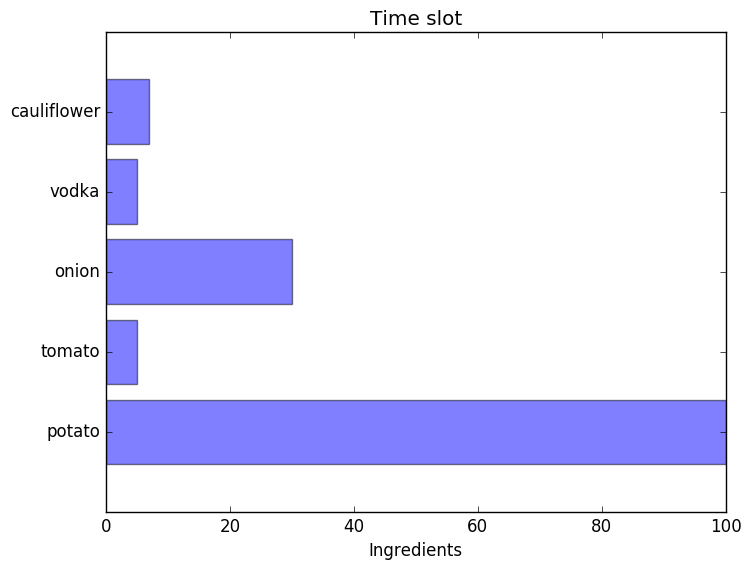 Time slot
cauliflower
vodka
onion
tomato
potato
0 20 40 60 80 100
Ingredients